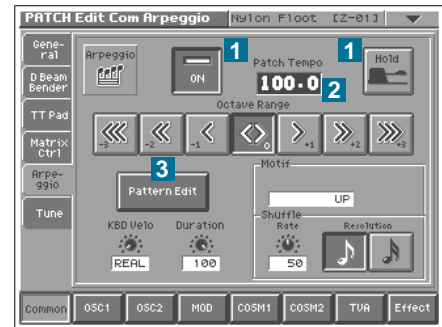 PATCH Edit Com Arpeggio Nylon Floot [Z-01]
Gene-
ral
D Beam
Bender
TT Pad
Matrix
Ctrl
Arpe-
ggio
Tune
Arpeggio
1
ON
Patch Tempo
100.0
2
1
Hold
Octave Range
-3
-2
-1
0
+1
+2
+3
3
Pattern Edit
Motif
UP
KBD Velo
REAL
Duration
100
Shuffle
Rate
50
Resolution
Common OSC1 OSC2 MOD COSM1 COSM2 TVA Effect